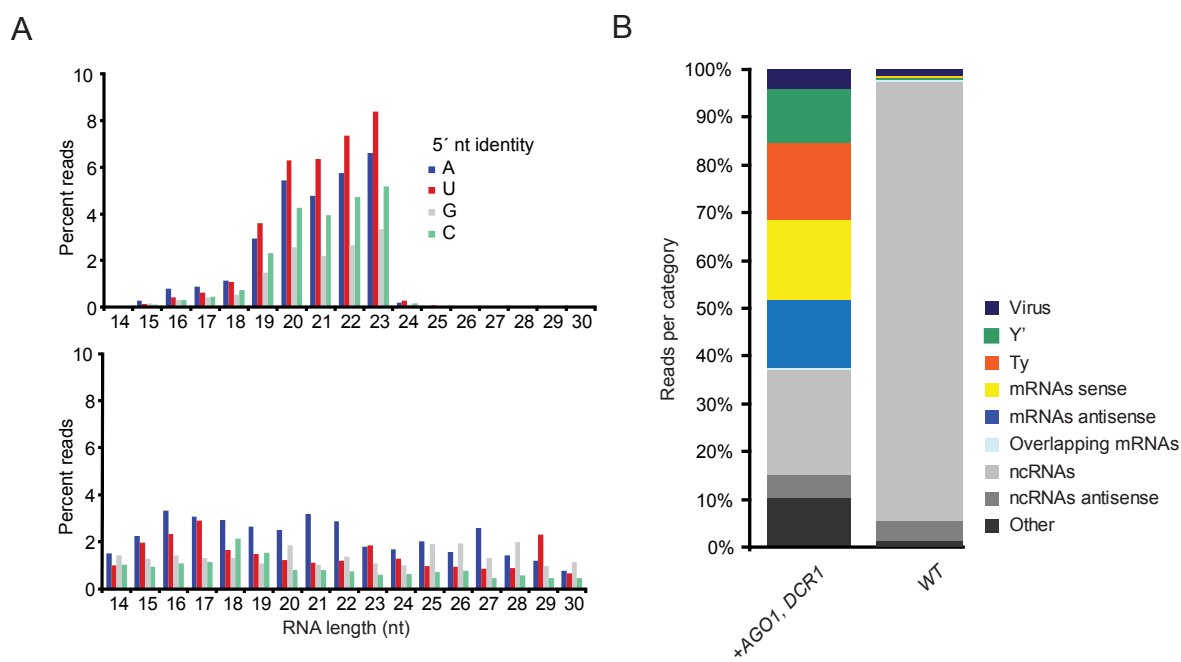 A
10
8
6
4
2
0
Percent reads
5´ nt identity
A
U
G
C
14 15 16 17 18 19 20 21 22 23 24 25 26 27 28 29 30
10
8
6
4
2
0
Percent reads
14 15 16 17 18 19 20 21 22 23 24 25 26 27 28 29 30
RNA length (nt)
B
100%
90%
80%
70%
60%
50%
40%
30%
20%
10%
0%
Reads per category
+AGO1, DCR1
WT
Virus
Y'
Ty
mRNAs sense
mRNAs antisense
Overlapping mRNAs
ncRNAs
ncRNAs antisense
Other